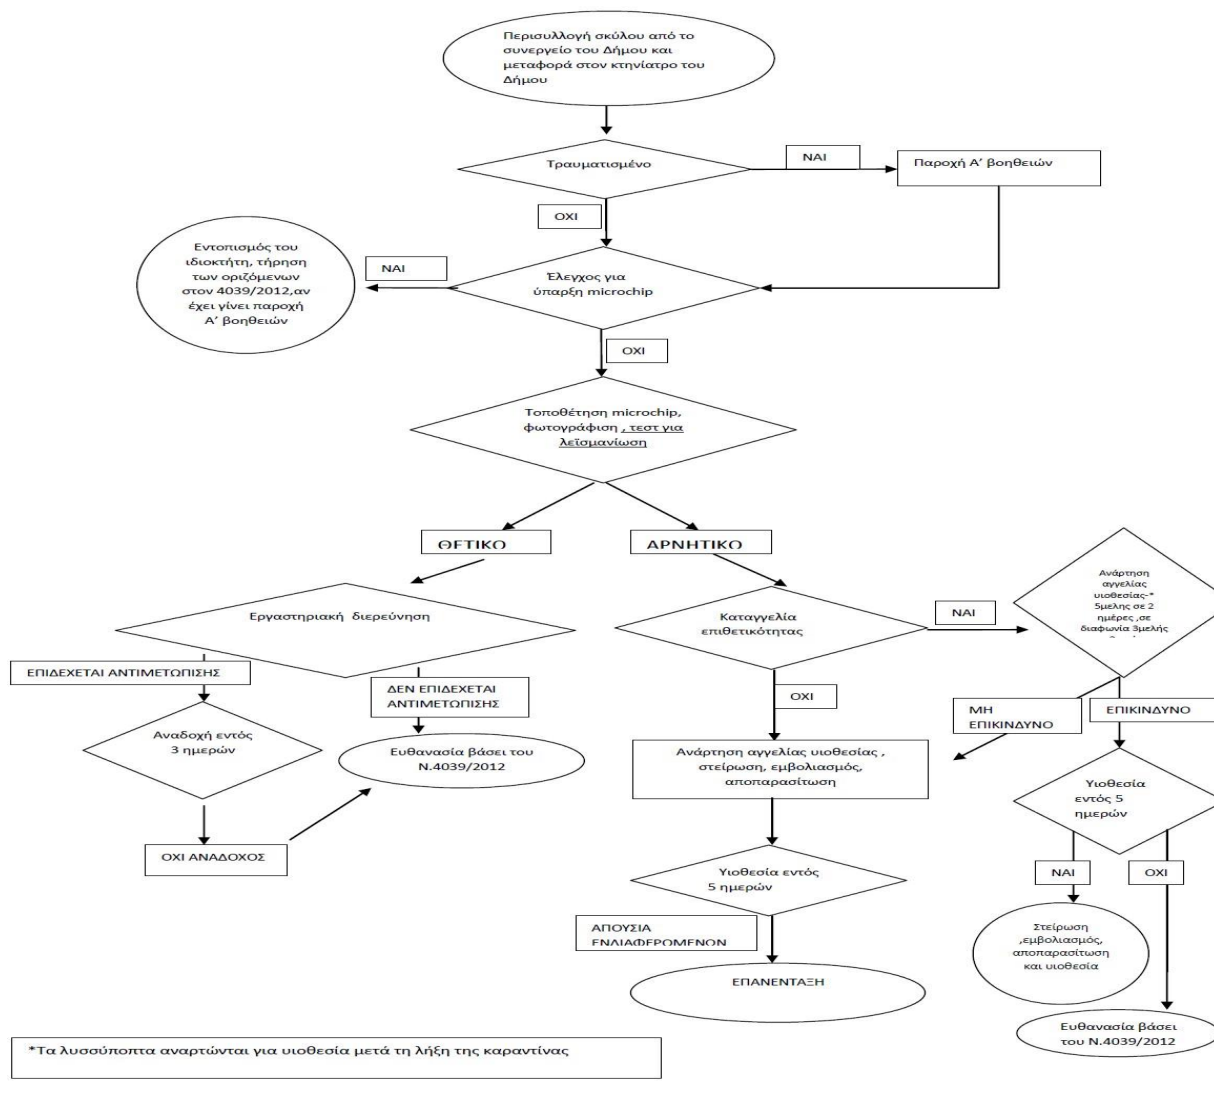 Περισυλλογή σκύλου από το
συνεργείο του Δήμου και
μεταφορά στον κτηνίατρο του
Δήμου
Τραυματισμένο
ΝΑΙ
Παροχή Α’ βοηθειών
ΟΧΙ
Εντοπισμός του
ιδιοκτήτη, τήρηση
των οριζόμενων
στον 4039/2012,αν
έχει γίνει παροχή
Α’ βοηθειών
ΝΑΙ
Έλεγχος για
ύπαρξη microchip
ΟΧΙ
Τοποθέτηση microchip,
φωτογράφιση , τεστ για
λεϊσμανίωση
ΘΕΤΙΚΟ
ΑΡΝΗΤΙΚΟ
Εργαστηριακή διερεύνηση
Καταγγελία
επιθετικότητας
ΝΑΙ
Ανάρτηση
αγγελίας
υιοθεσίας-*
5μελης σε 2
ημέρες ,σε
διαφωνία 3μελής
ΕΠΙΔΕΧΕΤΑΙ ΑΝΤΙΜΕΤΩΠΙΣΗΣ
ΔΕΝ ΕΠΙΔΕΧΕΤΑΙ
ΑΝΤΙΜΕΤΩΠΙΣΗΣ
ΟΧΙ
ΜΗ
ΕΠΙΚΙΝΔΥΝΟ
ΕΠΙΚΙΝΔΥΝΟ
Αναδοχή εντός
3 ημερών
Ευθανασία βάσει του
Ν.4039/2012
Ανάρτηση αγγελίας υιοθεσίας ,
στείρωση, εμβολιασμός,
αποπαρασίτωση
Υιοθεσία
εντός 5
ημερών
ΟΧΙ ΑΝΑΔΟΧΟΣ
Υιοθεσία εντός
5 ημερών
ΝΑΙ
ΟΧΙ
ΑΠΟΥΣΙΑ
ΕΝΔΙΑΦΕΡΟΜΕΝΩΝ
Στείρωση
,εμβολιασμός,
αποπαρασίτωση
και υιοθεσία
ΕΠΑΝΕΝΤΑΞΗ
Ευθανασία βάσει
του Ν.4039/2012
*Τα λυσσύποπτα αναρτώνται για υιοθεσία μετά τη λήξη της καραντίνας